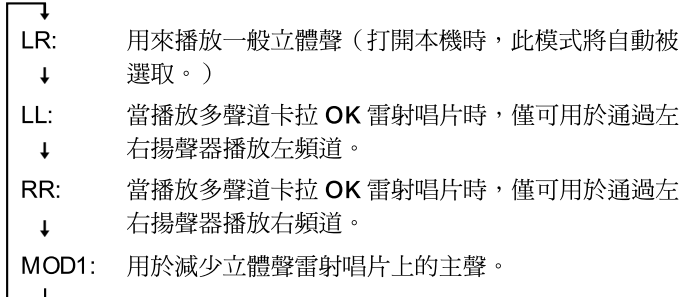 LR: 用來播放一般立體聲（打開本機時，此模式將自動被
選取。）
LL: 當播放多聲道卡拉 OK 雷射唱片時，僅可用於通過左
右揚聲器播放左頻道。
RR: 當播放多聲道卡拉 OK 雷射唱片時，僅可用於通過左
右揚聲器播放右頻道。
MOD1: 用於減少立體聲雷射唱片上的主聲。